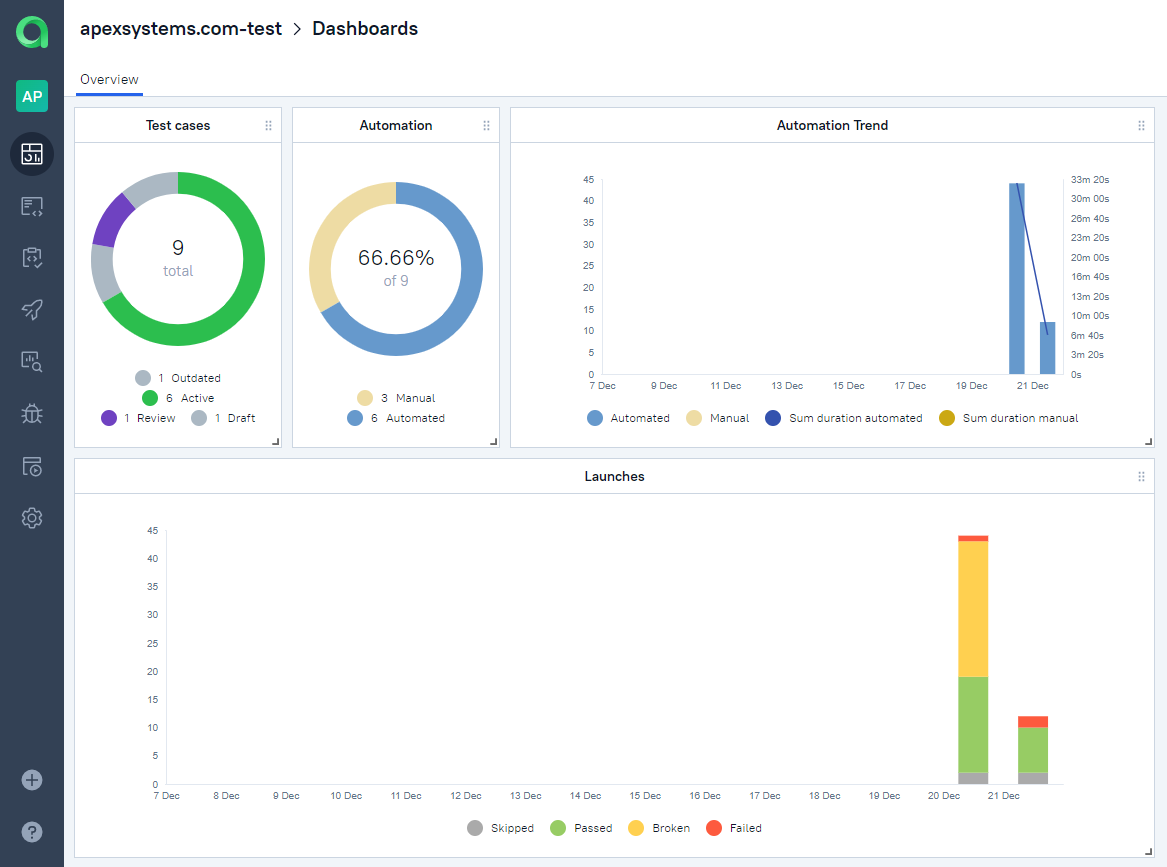 apexsystems.com-test > Dashboards
AP
Overview
Test cases
9
total
1 Outdated
6 Active
1 Review 1 Draft
Automation
66.66%
of 9
3 Manual
6 Automated
Automation Trend
45
40
35
30
25
20
15
10
5
0
33m 20s
30m 00s
26m 40s
23m 20s
20m 00s
16m 40s
13m 20s
10m 00s
6m 40s
3m 20s
0s
7 Dec 9 Dec 11 Dec 13 Dec 15 Dec 17 Dec 19 Dec 21 Dec
Automated Manual Sum duration automated Sum duration manual
Launches
45
40
35
30
25
20
15
10
5
0
7 Dec 8 Dec 9 Dec 10 Dec 11 Dec 12 Dec 13 Dec 14 Dec 15 Dec 16 Dec 17 Dec 18 Dec 19 Dec 20 Dec 21 Dec
Skipped Passed Broken Failed